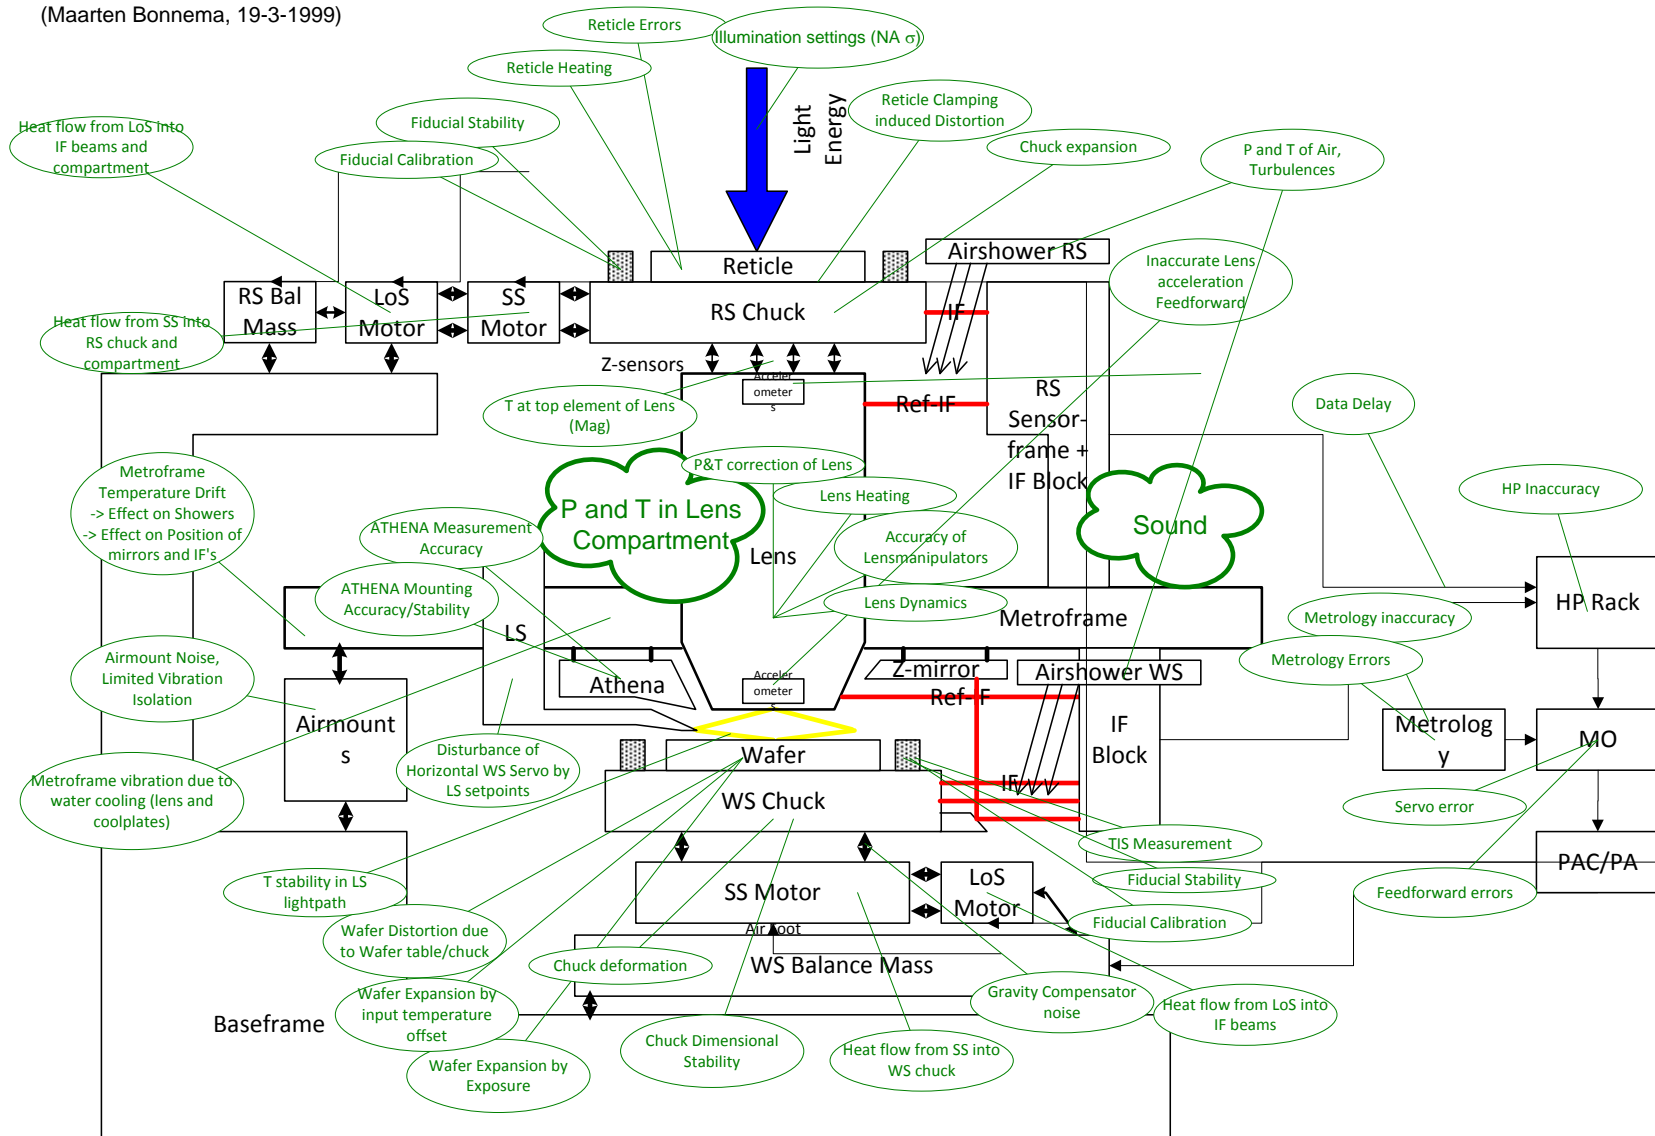 (Maarten Bonnema, 19-3-1999)
Reticle Errors
Illumination settings (NA σ)
Reticle Heating
Light
Energy
Reticle Clamping
induced Distortion
Fiducial Stability
Fiducial Calibration
Heat flow from LoS into
IF beams and
compartment
Chuck expansion
P and T of Air,
Turbulences
Reticle
Airshower RS
Inaccurate Lens
acceleration
Feedforward
RS Bal
Mass
LoS
Motor
SS
Motor
RS Chuck
IF
Heat flow from SS into
RS chuck and
compartment
Z-sensors
Acceler
ometer
s
T at top element of Lens
(Mag)
Ref-IF
RS
Sensor-
frame +
IF Block
Data Delay
Metroframe
Temperature Drift
-> Effect on Showers
-> Effect on Position of
mirrors and IF's
P&T correction of Lens
Lens Heating
HP Inaccuracy
P and T in Lens
Compartment
Sound
ATHENA Measurement
Accuracy
Accuracy of
Lensmanipulators
Lens
ATHENA Mounting
Accuracy/Stability
Lens Dynamics
HP Rack
LS
Metroframe
Metrology inaccuracy
Airmount Noise,
Limited Vibration
Isolation
Athena
Acceler
ometer
s
Z-mirror
Airshower WS
Metrology Errors
Ref-IF
Airmount
s
IF
Block
Metrolog
y
MO
Disturbance of
Horizontal WS Servo by
LS setpoints
Wafer
Metroframe vibration due to
water cooling (lens and
coolplates)
WS Chuck
IF
Servo error
TIS Measurement
PAC/PA
T stability in LS
lightpath
SS Motor
LoS
Motor
Fiducial Stability
Feedforward errors
Wafer Distortion due
to Wafer table/chuck
Air foot
Fiducial Calibration
Chuck deformation
WS Balance Mass
Wafer Expansion by
input temperature
offset
Gravity Compensator
noise
Heat flow from LoS into
IF beams
Baseframe
Chuck Dimensional
Stability
Heat flow from SS into
WS chuck
Wafer Expansion by
Exposure